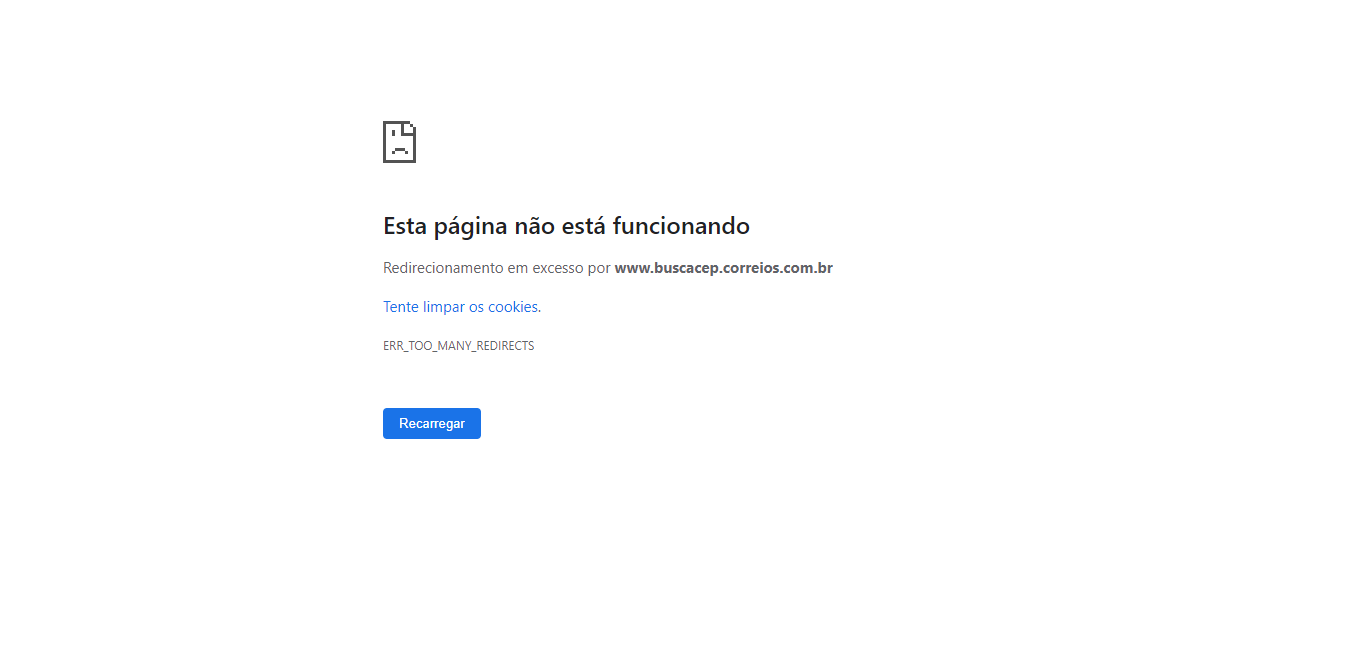 Esta página não está funcionando
Redirecionamento em excesso por www.buscacep.correios.com.br
Tente limpar os cookies.
ERR_TOO_MANY_REDIRECTS
Recarregar